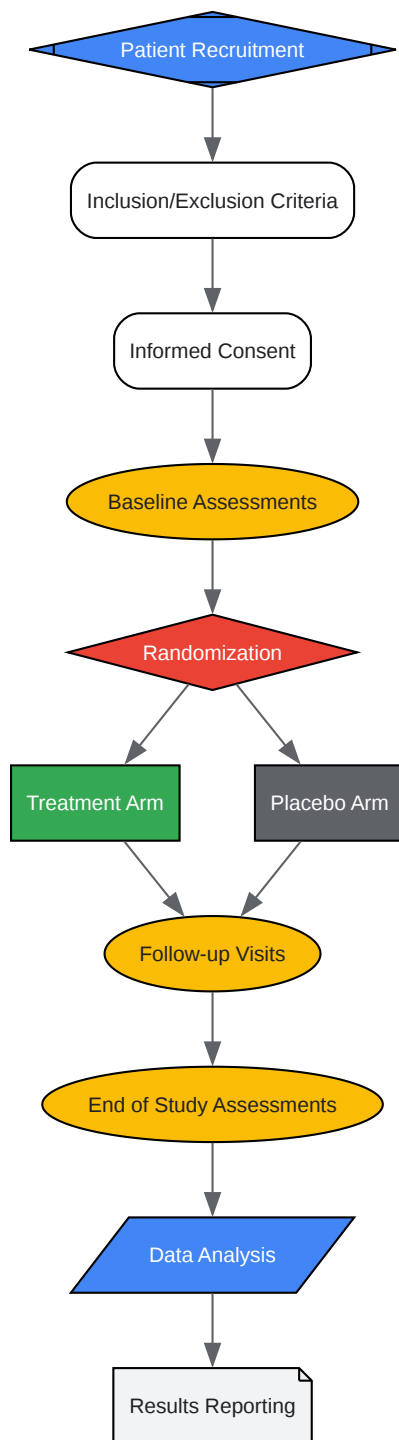 Patient Recruitment
Inclusion/Exclusion Criteria
Informed Consent
Baseline Assessments
Randomization
Treatment Arm
Placebo Arm
Follow-up Visits
End of Study Assessments
Data Analysis
Results Reporting